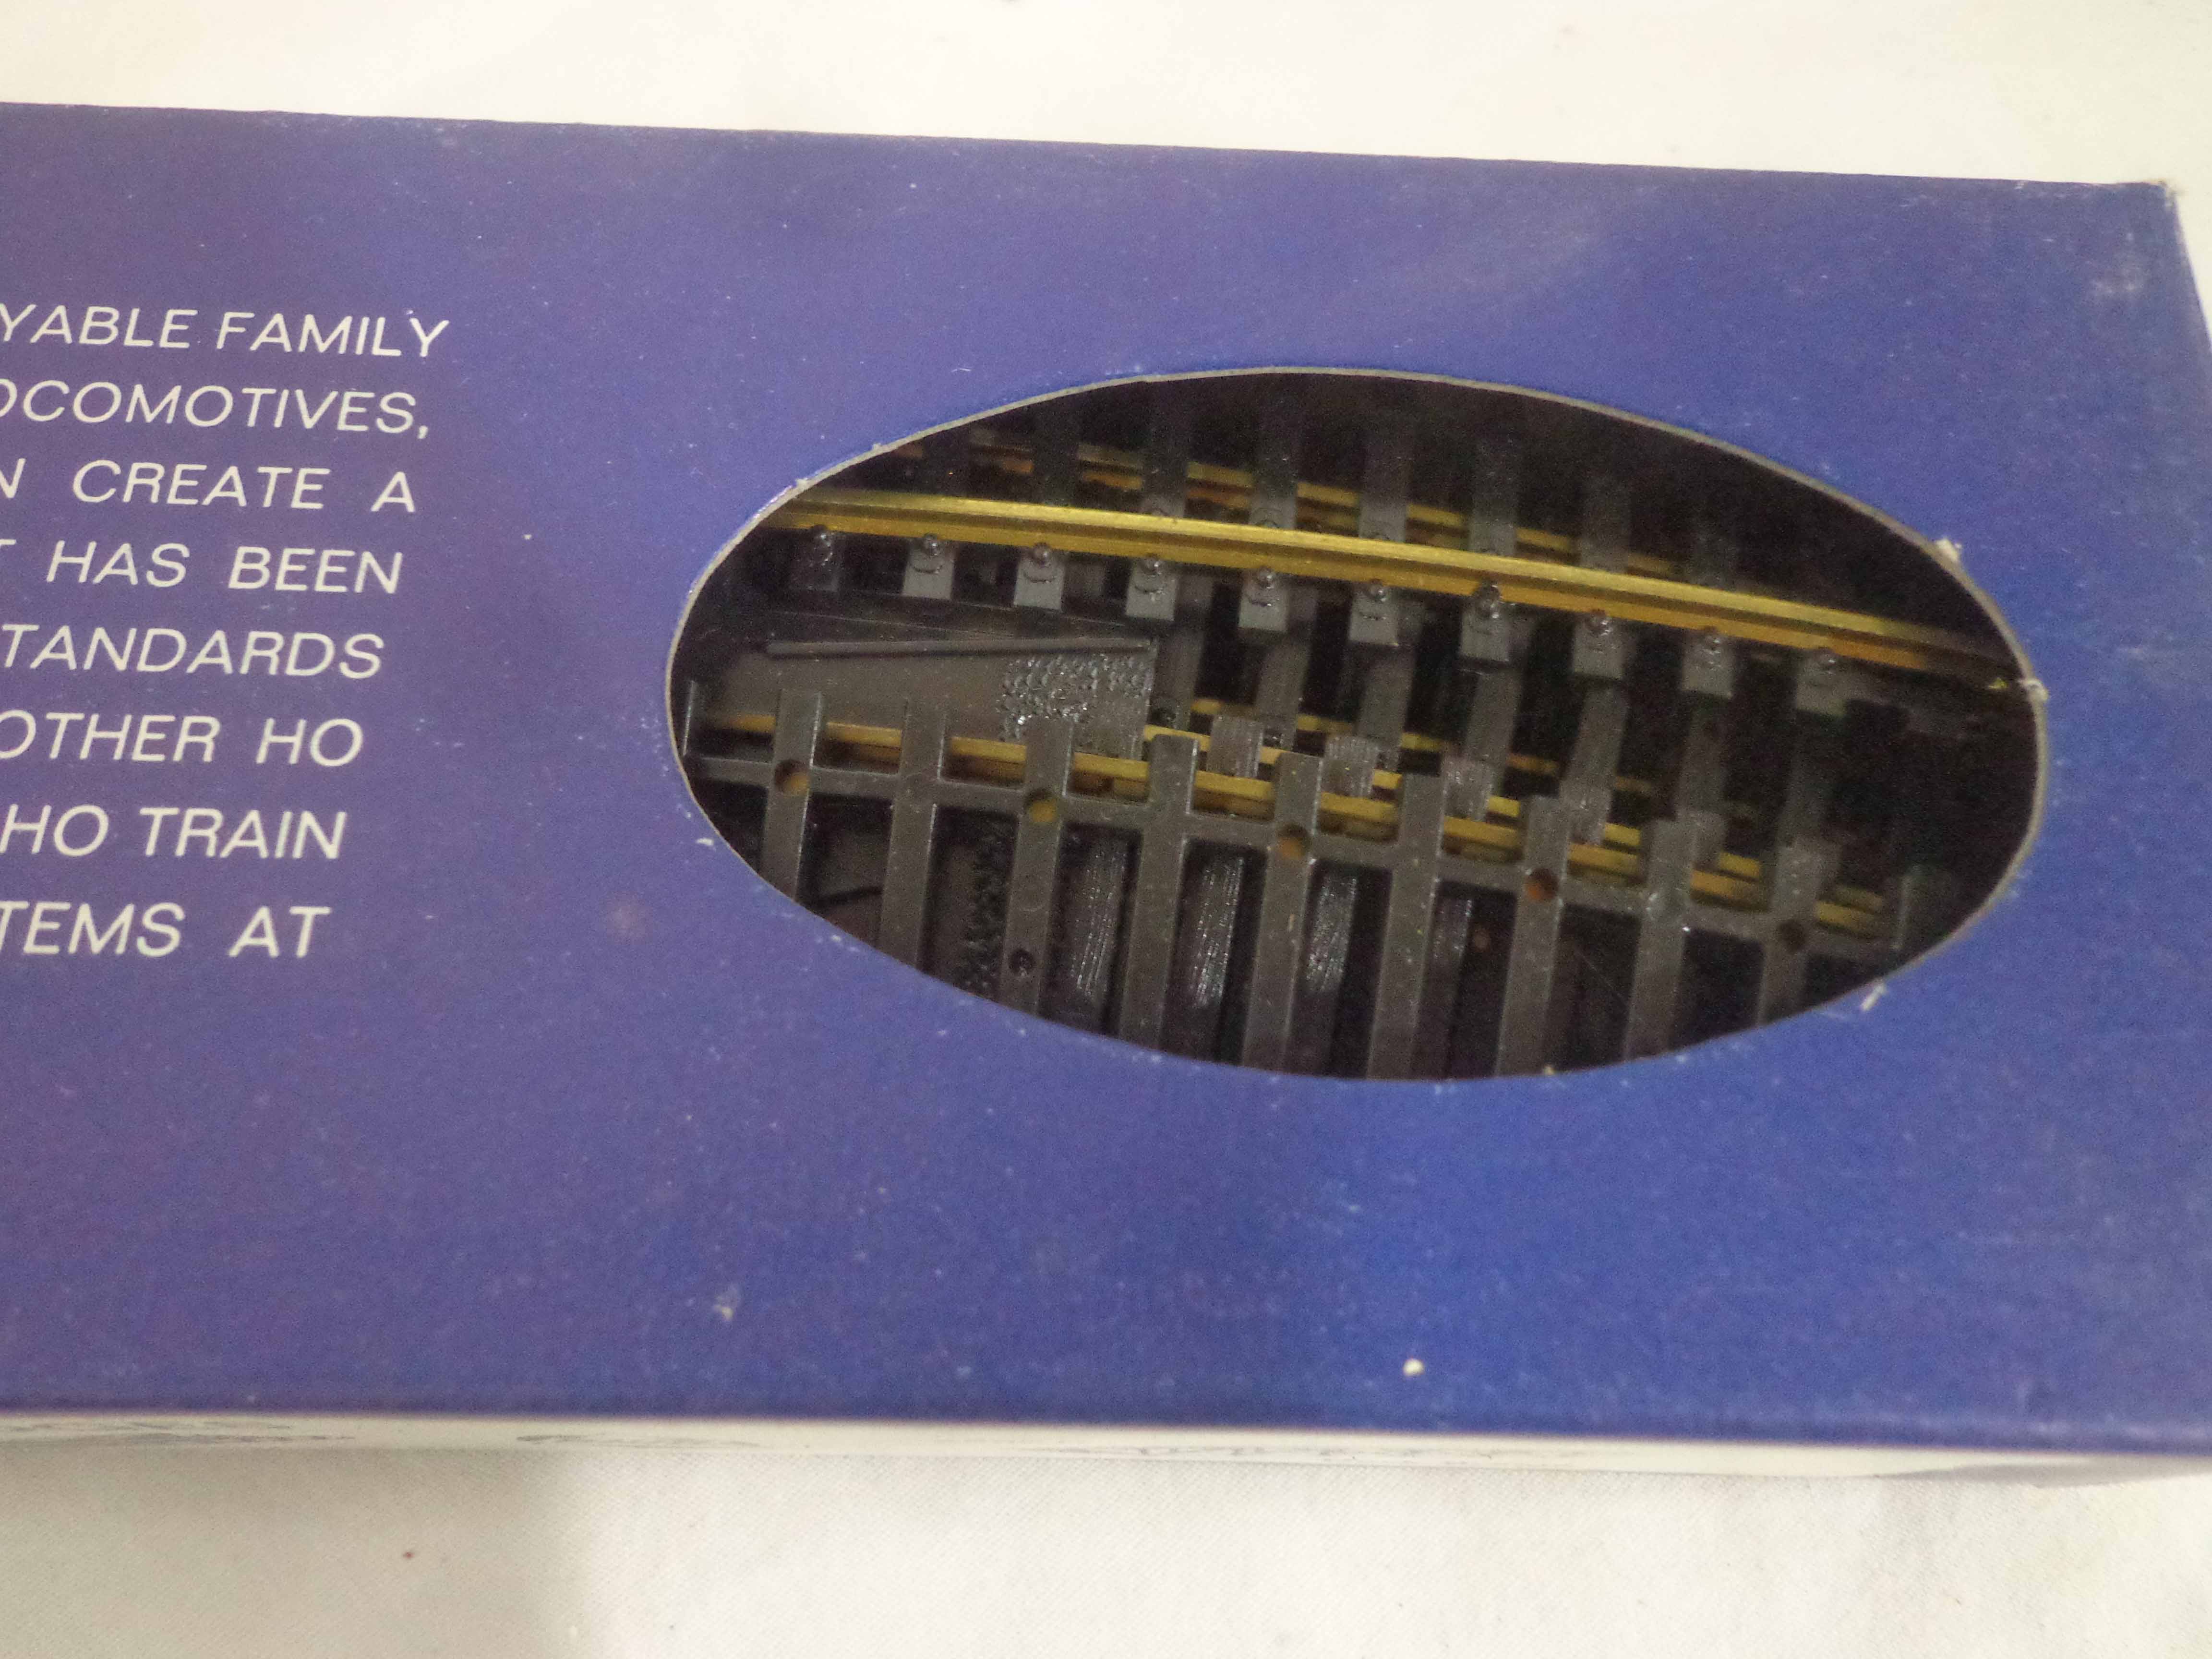 YABLE FAMILY
OCOMOTIVES,
N CREATE A
T HAS BEEN
TANDARDS
OTHER HO
HO TRAIN
TEMS AT